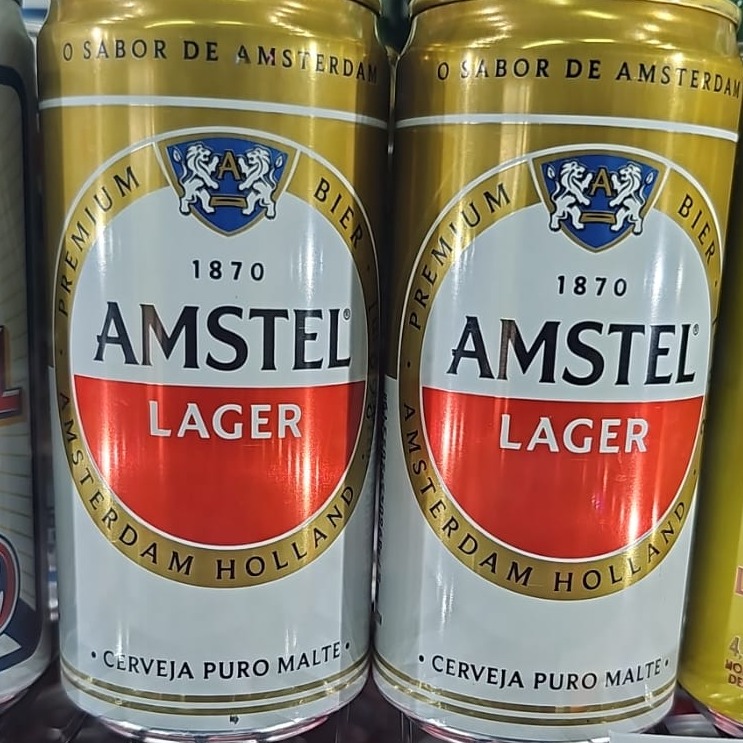 O SABOR DE AMSTERDAM
PREMIUM BIER
A
1870
AMSTEL®
LAGER
AMSTERDAM HOLLAND
• CERVEJA PURO MALTE •
O SABOR DE AMSTERDAM
PREMIUM BIER
A
1870
AMSTEL®
LAGER
AMSTERDAM HOLLAND
• CERVEJA PURO MALTE •